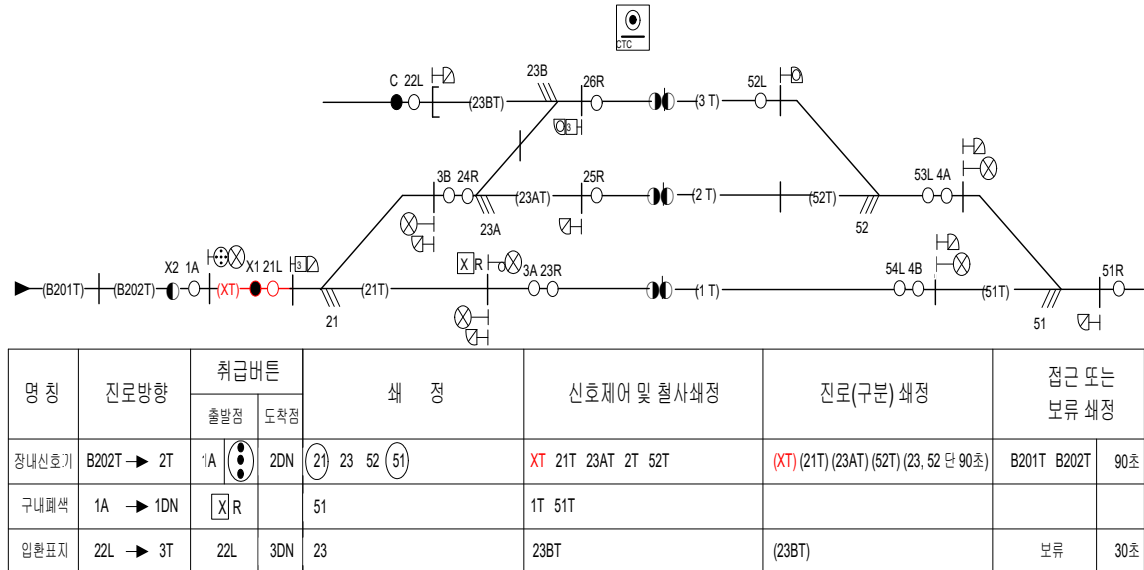 CTC
C 22L
(23BT)
23B
26R
(3 T)
52L
3
3B 24R
(23AT)
23A
25R
(2 T)
(52T)
52
53L 4A
(B201T)
(B202T)
X2 1A
(XT)
X1 21L
3
21
(21T)
X R
3A 23R
(1 T)
54L 4B
(51T)
51
51R
명 칭
진로방향
취급버튼
출발점
도착점
쇄 정
신호제어 및 철사쇄정
진로(구분) 쇄정
접근 또는
보류 쇄정
장내신호기 B202T → 2T 1A 2DN 21 23 52 51 XT 21T 23AT 2T 52T (XT) (21T) (23AT) (52T) (23, 52 단 90초) B201T B202T 90초
구내폐색 1A → 1DN X R 51 1T 51T
입환표지 22L → 3T 22L 3DN 23 23BT (23BT) 보류 30초